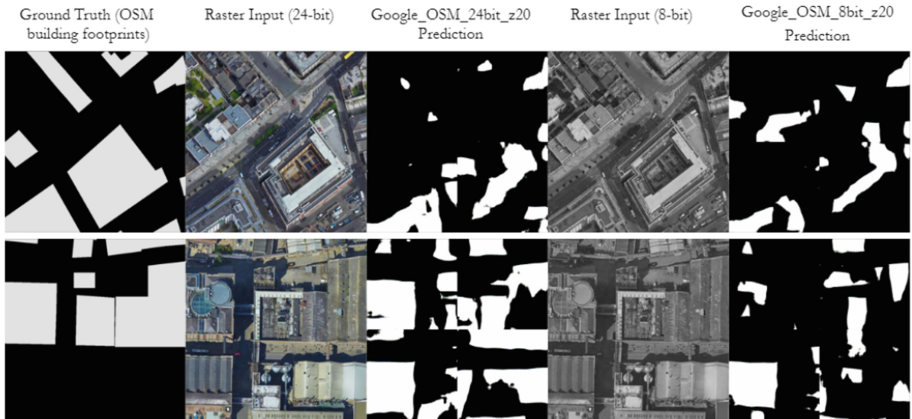 Ground Truth (OSM
building footprints)
Raster Input (24-bit)
Google_OSM_24bit_z20
Prediction
Raster Input (8-bit)
Google_OSM_8bit_z20
Prediction